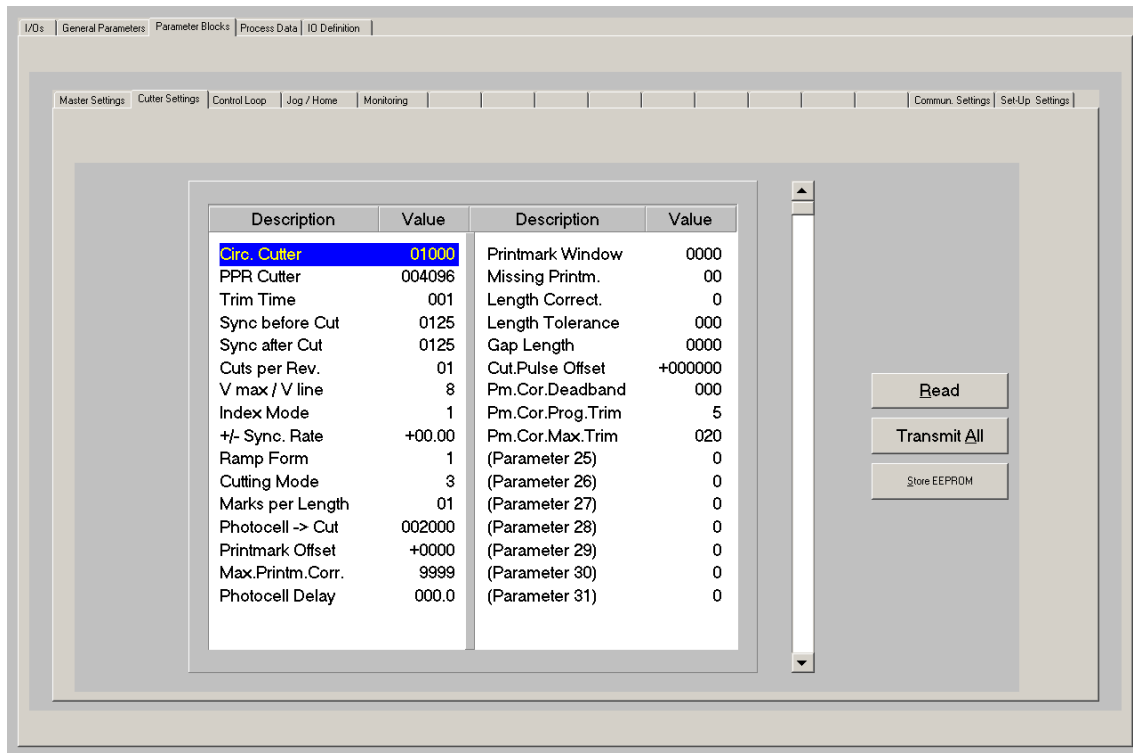 I/Os General Parameters Parameter Blocks Process Data IO Definition
Master Settings Cutter Settings Control Loop Jog / Home Monitoring Commun. Settings Set-Up Settings
Description Value Description Value
Circ. Cutter 01000 Printmark Window 0000
PPR Cutter 004096 Missing Printm. 00
Trim Time 001 Length Correct. 0
Sync before Cut 0125 Length Tolerance 000
Sync after Cut 0125 Gap Length 0000
Cuts per Rev. 01 Cut.Pulse Offset +000000
V max / V line 8 Pm.Cor.Deadband 000
Index Mode 1 Pm.Cor.Prog.Trim 5
+/- Sync. Rate +00.00 Pm.Cor.Max.Trim 020
Ramp Form 1 (Parameter 25) 0
Cutting Mode 3 (Parameter 26) 0
Marks per Length 01 (Parameter 27) 0
Photocell -> Cut 002000 (Parameter 28) 0
Printmark Offset +0000 (Parameter 29) 0
Max.Printm.Corr. 9999 (Parameter 30) 0
Photocell Delay 000.0 (Parameter 31) 0
Read
Transmit All
Store EEPROM